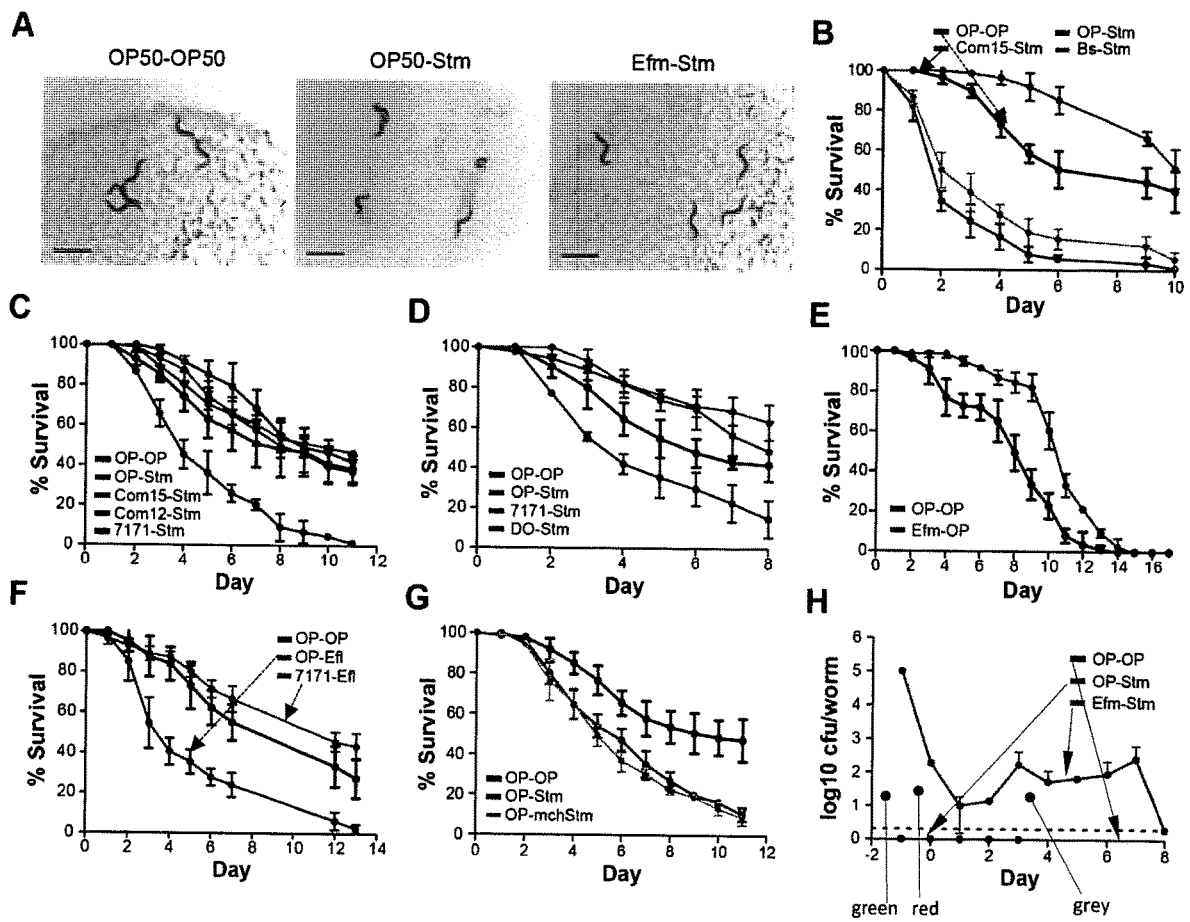 A
OP50-OP50
OP50-Stm
Efm-Stm
B
OP-OP
OP-Stm
Com15-Stm
Bs-Stm
100
80
60
40
20
0
% Survival
0 2 4 6 8 10
Day
C
100
80
60
40
20
0
% Survival
OP-OP
OP-Stm
Com15-Stm
Com12-Stm
7171-Stm
0 2 4 6 8 10 12
Day
D
100
80
60
40
20
0
% Survival
OP-OP
OP-Stm
7171-Stm
DO-Stm
0 2 4 6 8
Day
E
100
80
60
40
20
0
% Survival
OP-OP
Efm-OP
0 2 4 6 8 10 12 14 16
Day
F
100
80
60
40
20
0
% Survival
OP-OP
OP-Efl
7171-Efl
0 2 4 6 8 10 12 14
Day
G
100
80
60
40
20
0
% Survival
OP-OP
OP-Stm
OP-mchStm
0 2 4 6 8 10 12
Day
H
6
5
4
3
2
1
0
log10 cfu/worm
OP-OP
OP-Stm
Efm-Stm
-2 0 2 4 6 8
Day
green red grey